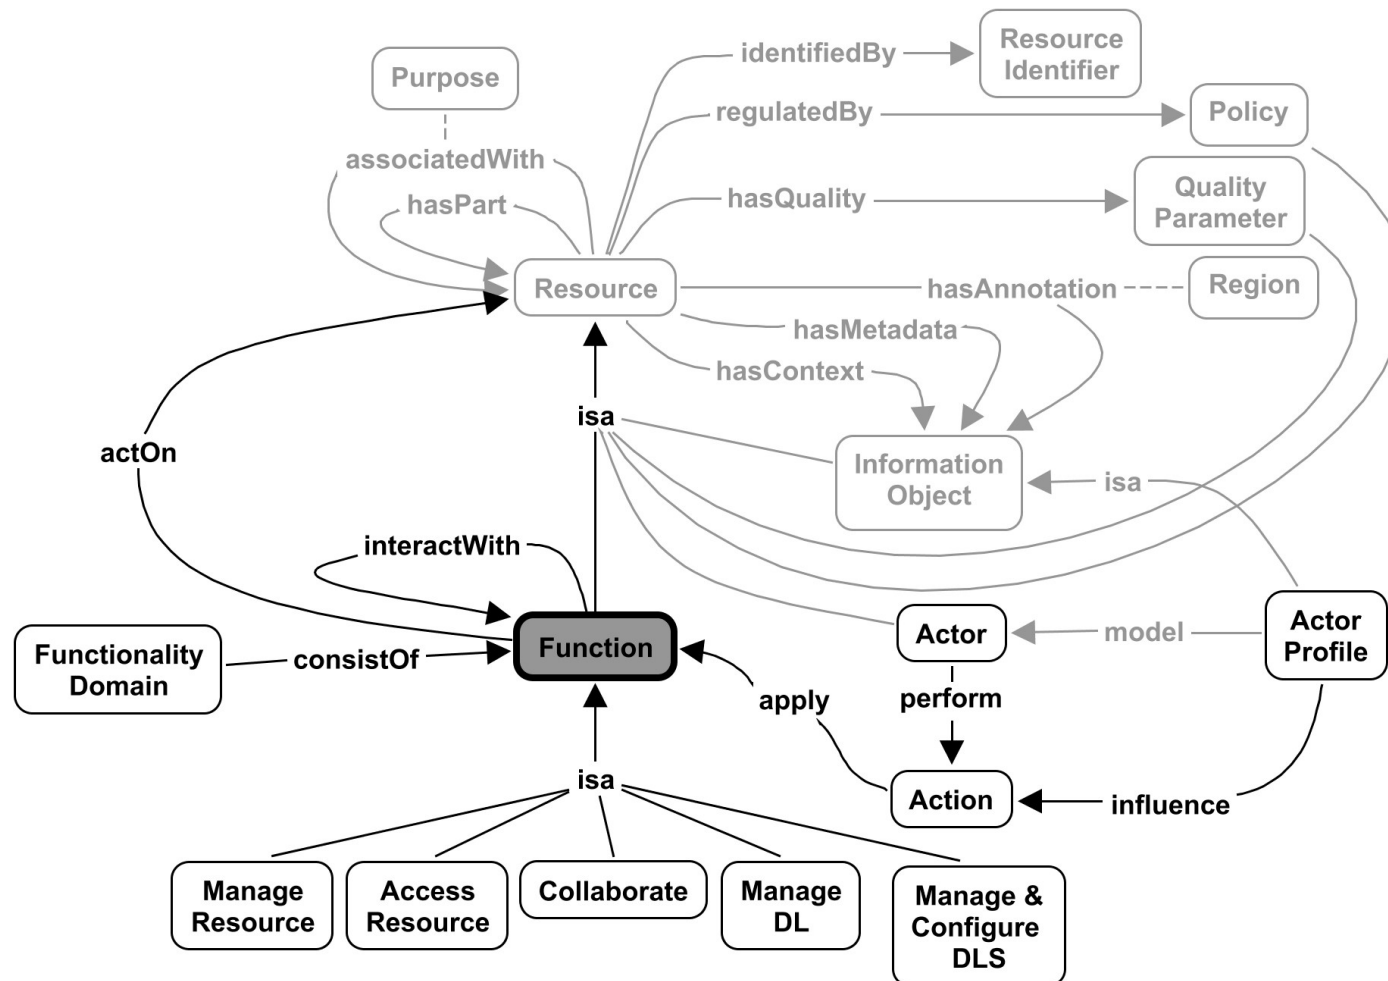 identifiedBy
Resource
Identifier
Purpose
regulatedBy
Policy
associatedWith
hasPart
hasQuality
Quality
Parameter
Resource
hasAnnotation
Region
hasMetadata
hasContext
isa
actOn
Information
Object
isa
interactWith
Functionality
Domain
consistOf
Function
Actor
model
Actor
Profile
apply
perform
isa
Action
influence
Manage
Resource
Access
Resource
Collaborate
Manage
DL
Manage &
Configure
DLS